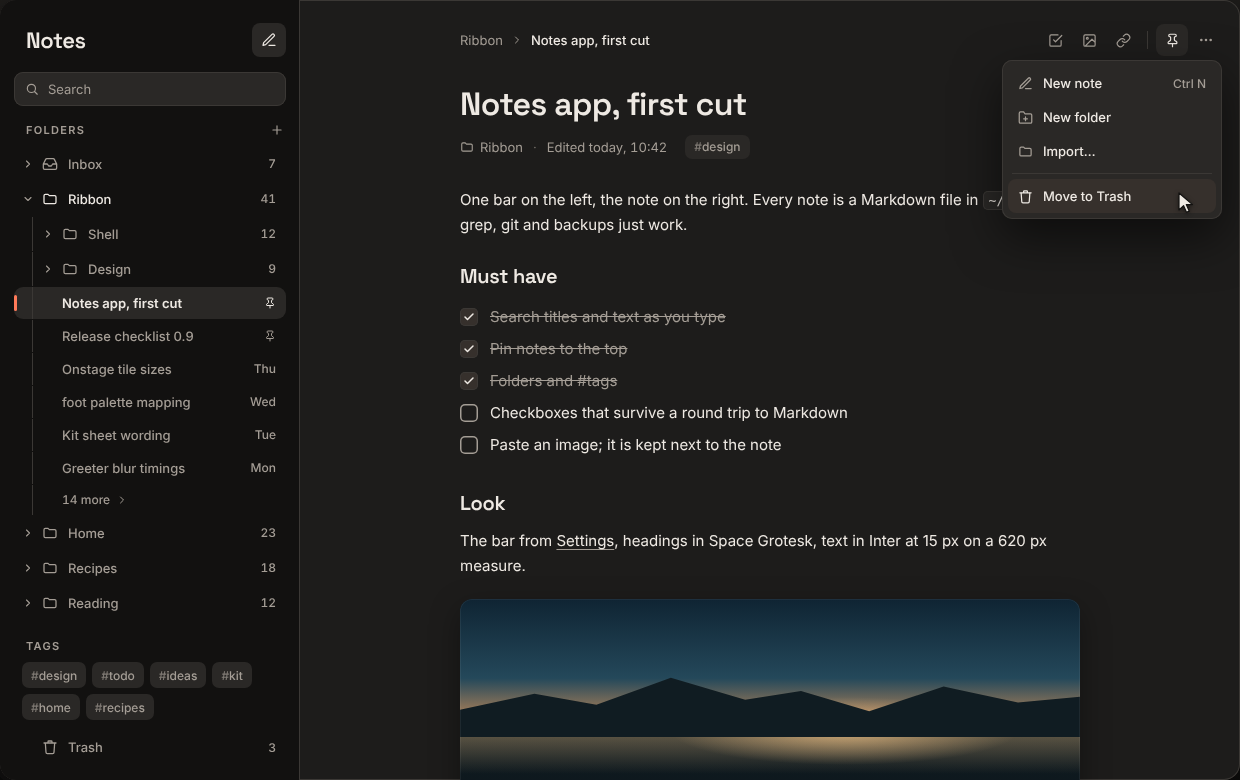 Notes
Search
FOLDERS
Inbox 7
Ribbon 41
Shell 12
Design 9
Notes app, first cut
Release checklist 0.9
Onstage tile sizes Thu
foot palette mapping Wed
Kit sheet wording Tue
Greeter blur timings Mon
14 more
Home 23
Recipes 18
Reading 12
TAGS
#design #todo #ideas #kit
#home #recipes
Trash 3
Ribbon > Notes app, first cut
New note Ctrl N
New folder
Import...
Move to Trash
Notes app, first cut
Ribbon · Edited today, 10:42 #design
One bar on the left, the note on the right. Every note is a Markdown file in ~/
grep, git and backups just work.
Must have
Search titles and text as you type
Pin notes to the top
Folders and #tags
Checkboxes that survive a round trip to Markdown
Paste an image; it is kept next to the note
Look
The bar from Settings, headings in Space Grotesk, text in Inter at 15 px on a 620 px
measure.